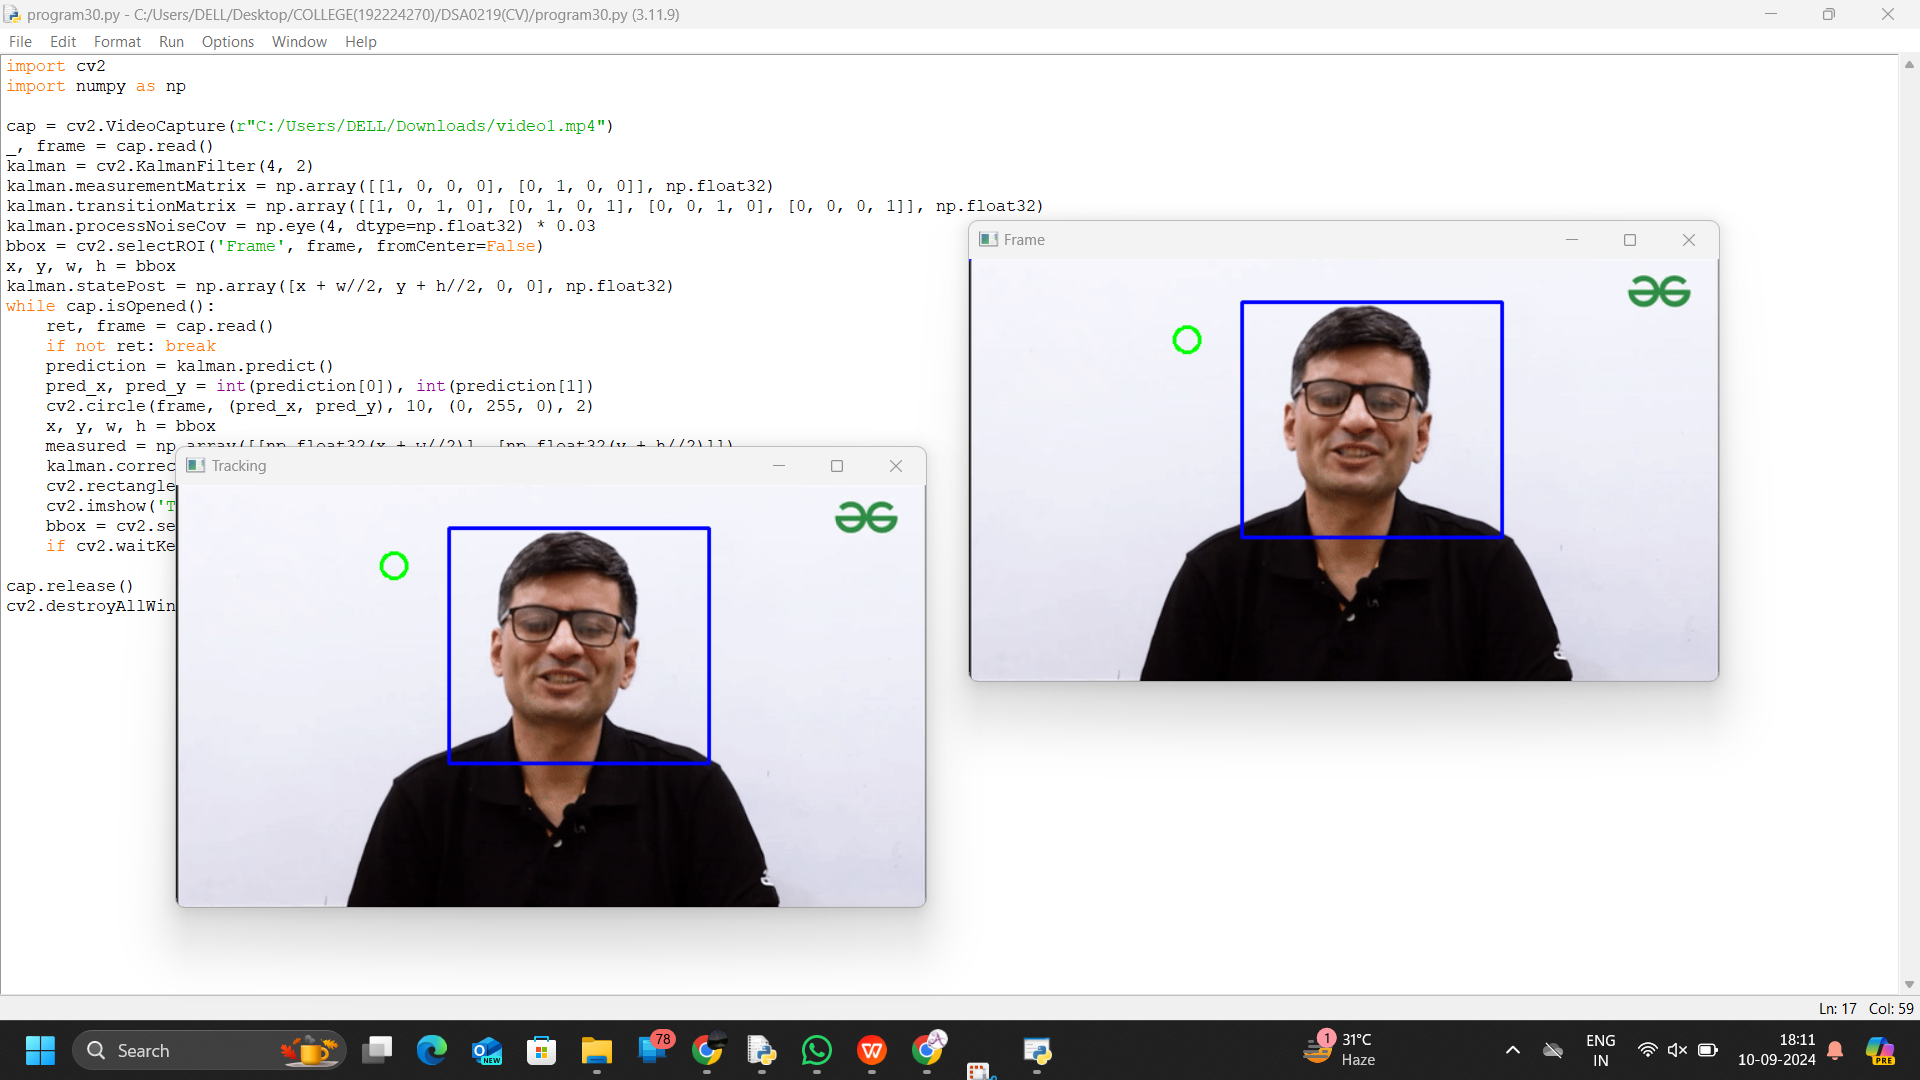 program30.py - C:/Users/DELL/Desktop/COLLEGE(192224270)/DSA0219(CV)/program30.py (3.11.9)
File Edit Format Run Options Window Help
import cv2
import numpy as np
cap = cv2.VideoCapture(r"C:/Users/DELL/Downloads/video1.mp4")
_, frame = cap.read()
kalman = cv2.KalmanFilter(4, 2)
kalman.measurementMatrix = np.array([[1, 0, 0, 0], [0, 1, 0, 0]], np.float32)
kalman.transitionMatrix = np.array([[1, 0, 1, 0], [0, 1, 0, 1], [0, 0, 1, 0], [0, 0, 0, 1]], np.float32)
kalman.processNoiseCov = np.eye(4, dtype=np.float32) * 0.03
bbox = cv2.selectROI('Frame', frame, fromCenter=False)
x, y, w, h = bbox
kalman.statePost = np.array([x + w//2, y + h//2, 0, 0], np.float32)
while cap.isOpened():
    ret, frame = cap.read()
    if not ret: break
    prediction = kalman.predict()
    pred_x, pred_y = int(prediction[0]), int(prediction[1])
    cv2.circle(frame, (pred_x, pred_y), 10, (0, 255, 0), 2)
    x, y, w, h = bbox
    measured = np.array([[np.float32(x + w//2)], [np.float32(y + h//2)]])
    kalman.correc
    cv2.rectangle
    cv2.imshow('T
    bbox = cv2.se
    if cv2.waitKe
cap.release()
cv2.destroyAllWin
Frame
Tracking
Ln: 17 Col: 59
Search
NEW
78
1
31°C
Haze
ENG
IN
18:11
10-09-2024
PRE